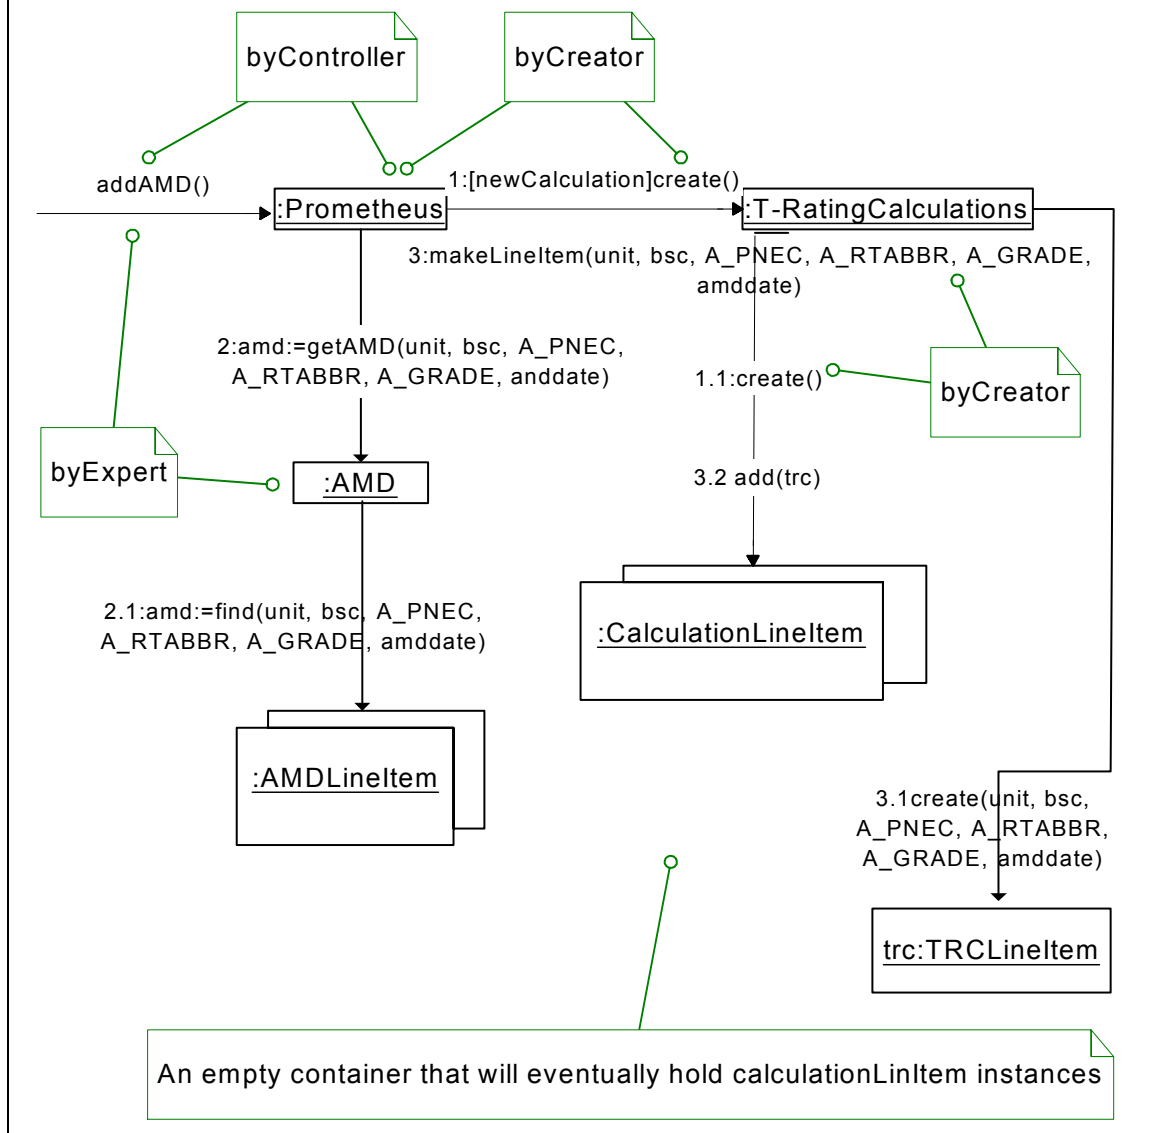 byController
byCreator
addAMD()
1:[newCalculation]create()
:Prometheus
:T-RatingCalculations
3:makeLineItem(unit, bsc, A_PNEC, A_RTABBR, A_GRADE,
amddate)
2:amd:=getAMD(unit, bsc, A_PNEC,
A_RTABBR, A_GRADE, anddate)
1.1:create()
byCreator
byExpert
:AMD
3.2 add(trc)
2.1:amd:=find(unit, bsc, A_PNEC,
A_RTABBR, A_GRADE, amddate)
:CalculationLineItem
:AMDLineItem
3.1create(unit, bsc,
A_PNEC, A_RTABBR,
A_GRADE, amddate)
trc:TRCLineItem
An empty container that will eventually hold calculationLinItem instances